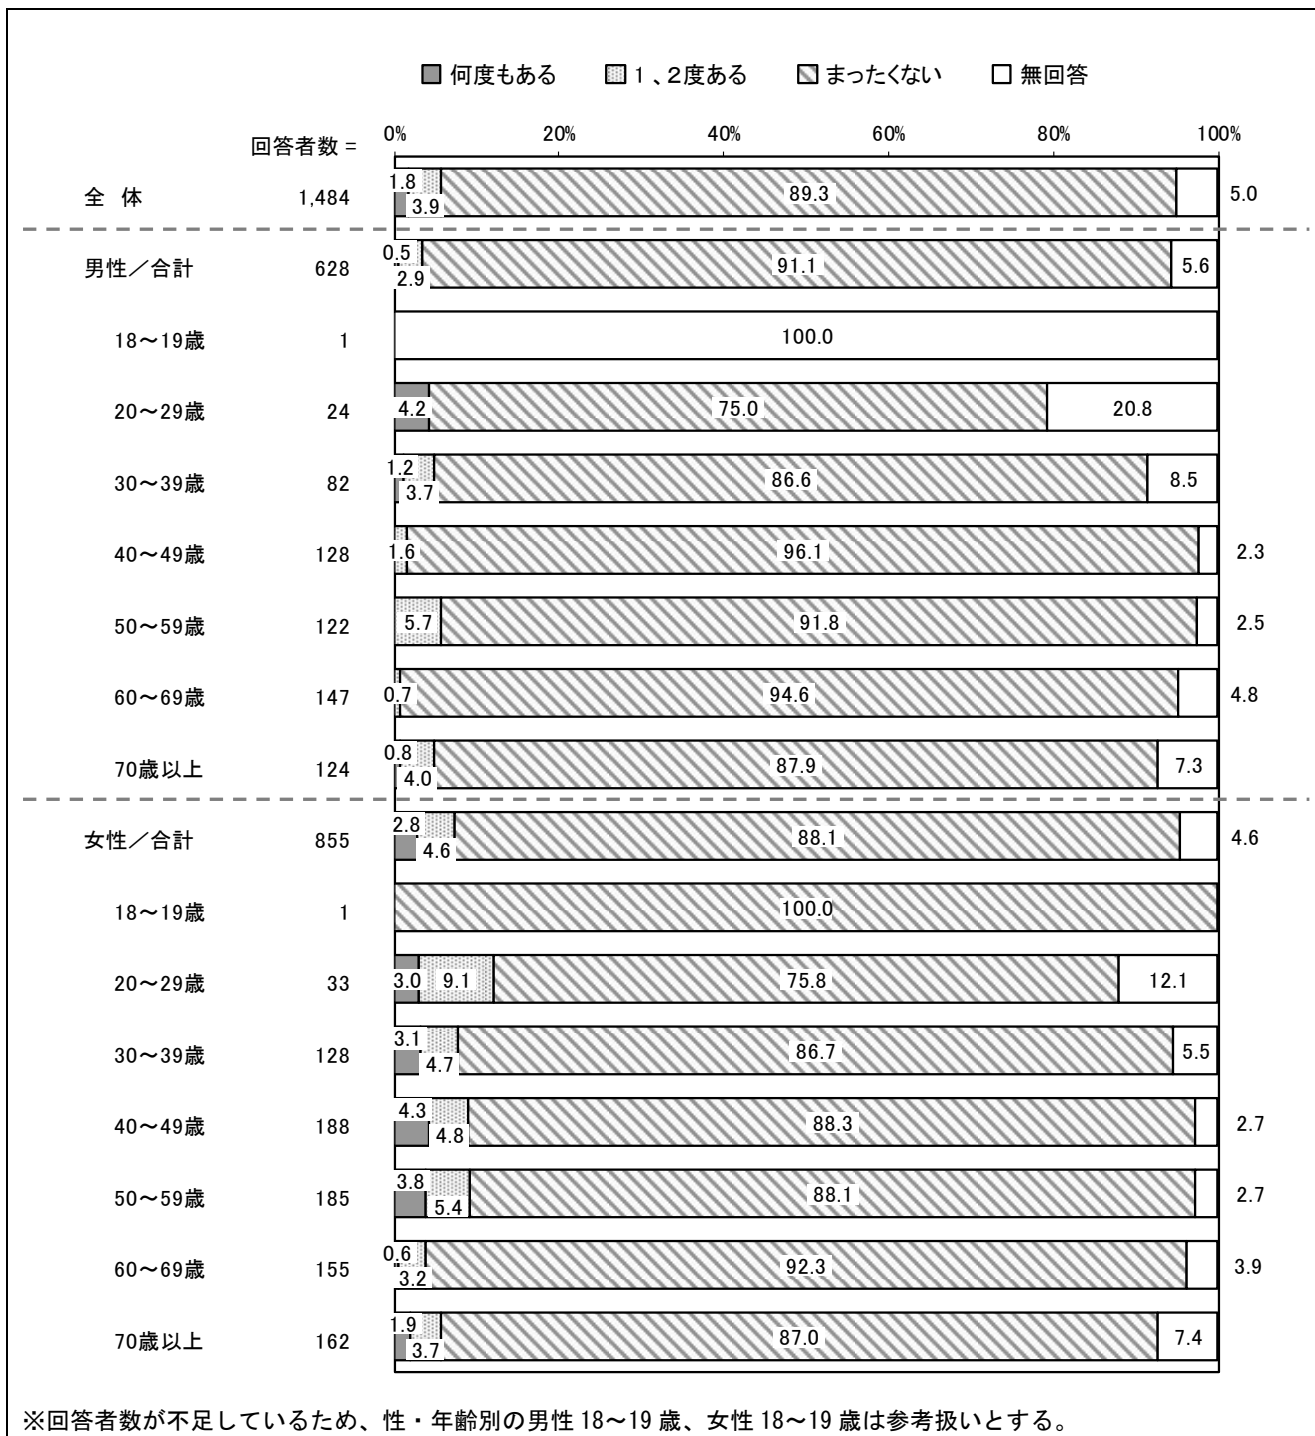 何度もある １、２度ある まったくない 無回答
0% 20% 40% 60% 80% 100%
回答者数 =
全 体 1,484 1.8 3.9 89.3 5.0
男性／合計 628 0.5 2.9 91.1 5.6
18～19歳 1 100.0
20～29歳 24 4.2 75.0 20.8
30～39歳 82 1.2 3.7 86.6 8.5
40～49歳 128 1.6 96.1 2.3
50～59歳 122 5.7 91.8 2.5
60～69歳 147 0.7 94.6 4.8
70歳以上 124 0.8 4.0 87.9 7.3
女性／合計 855 2.8 4.6 88.1 4.6
18～19歳 1 100.0
20～29歳 33 3.0 9.1 75.8 12.1
30～39歳 128 3.1 4.7 86.7 5.5
40～49歳 188 4.3 4.8 88.3 2.7
50～59歳 185 3.8 5.4 88.1 2.7
60～69歳 155 0.6 3.2 92.3 3.9
70歳以上 162 1.9 3.7 87.0 7.4
※回答者数が不足しているため、性・年齢別の男性 18～19 歳、女性 18～19 歳は参考扱いとする。